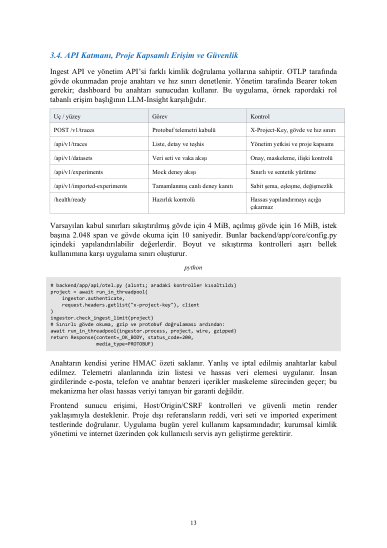 3.4. API Katmanı, Proje Kapsamlı Erişim ve Güvenlik
Ingest API ve yönetim API'si farklı kimlik doğrulama yollarına sahiptir. OTLP tarafında
gövde okunmadan proje anahtarı ve hız sınırı denetlenir. Yönetim tarafında Bearer token
gerekir; dashboard bu anahtarı sunucudan kullanır. Bu uygulama, örnek rapordaki rol
tabanlı erişim başlığının LLM-Insight karşılığıdır.
Uç / yüzey Görev Kontrol
POST /v1/traces Protobuf telemetri kabulü X-Project-Key, gövde ve hız sınırı
/api/v1/traces Liste, detay ve teşhis Yönetim yetkisi ve proje kapsamı
/api/v1/datasets Veri seti ve vaka akışı Onay, maskeleme, ilişki kontrolü
/api/v1/experiments Mock deney akışı Sınırlı ve sentetik yürütme
/api/v1/imported-experiments Tamamlanmış canlı deney kanıtı Sabit şema, eşleşme, değişmezlik
/health/ready Hazırlık kontrolü Hassas yapılandırmayı açığa
çıkarmaz
Varsayılan kabul sınırları sıkıştırılmış gövde için 4 MiB, açılmış gövde için 16 MiB, istek
başına 2.048 span ve gövde okuma için 10 saniyedir. Bunlar backend/app/core/config.py
içindeki yapılandırılabilir değerlerdir. Boyut ve sıkıştırma kontrolleri aşırı bellek
kullanımına karşı uygulama sınırı oluşturur.
python
# backend/app/api/otel.py (alıntı; aradaki kontroller kısaltıldı)
project = await run_in_threadpool(
ingestor.authenticate,
request.headers.getlist("x-project-key"), client
)
ingestor.check_ingest_limit(project)
# Sınırlı gövde okuma, gzip ve protobuf doğrulaması ardından:
await run_in_threadpool(ingestor.process, project, wire, gzipped)
return Response(content=_OK_BODY, status_code=200,
media_type=PROTOBUF)
Anahtarın kendisi yerine HMAC özeti saklanır. Yanlış ve iptal edilmiş anahtarlar kabul
edilmez. Telemetri alanlarında izin listesi ve hassas veri elemesi uygulanır. İnsan
girdilerinde e-posta, telefon ve anahtar benzeri içerikler maskeleme sürecinden geçer; bu
mekanizma her olası hassas veriyi tanıyan bir garanti değildir.
Frontend sunucu erişimi, Host/Origin/CSRF kontrolleri ve güvenli metin render
yaklaşımıyla desteklenir. Proje dışı referansların reddi, veri seti ve imported experiment
testlerinde doğrulanır. Uygulama bugün yerel kullanım kapsamındadır; kurumsal kimlik
yönetimi ve internet üzerinden çok kullanıcılı servis ayrı geliştirme gerektirir.
13